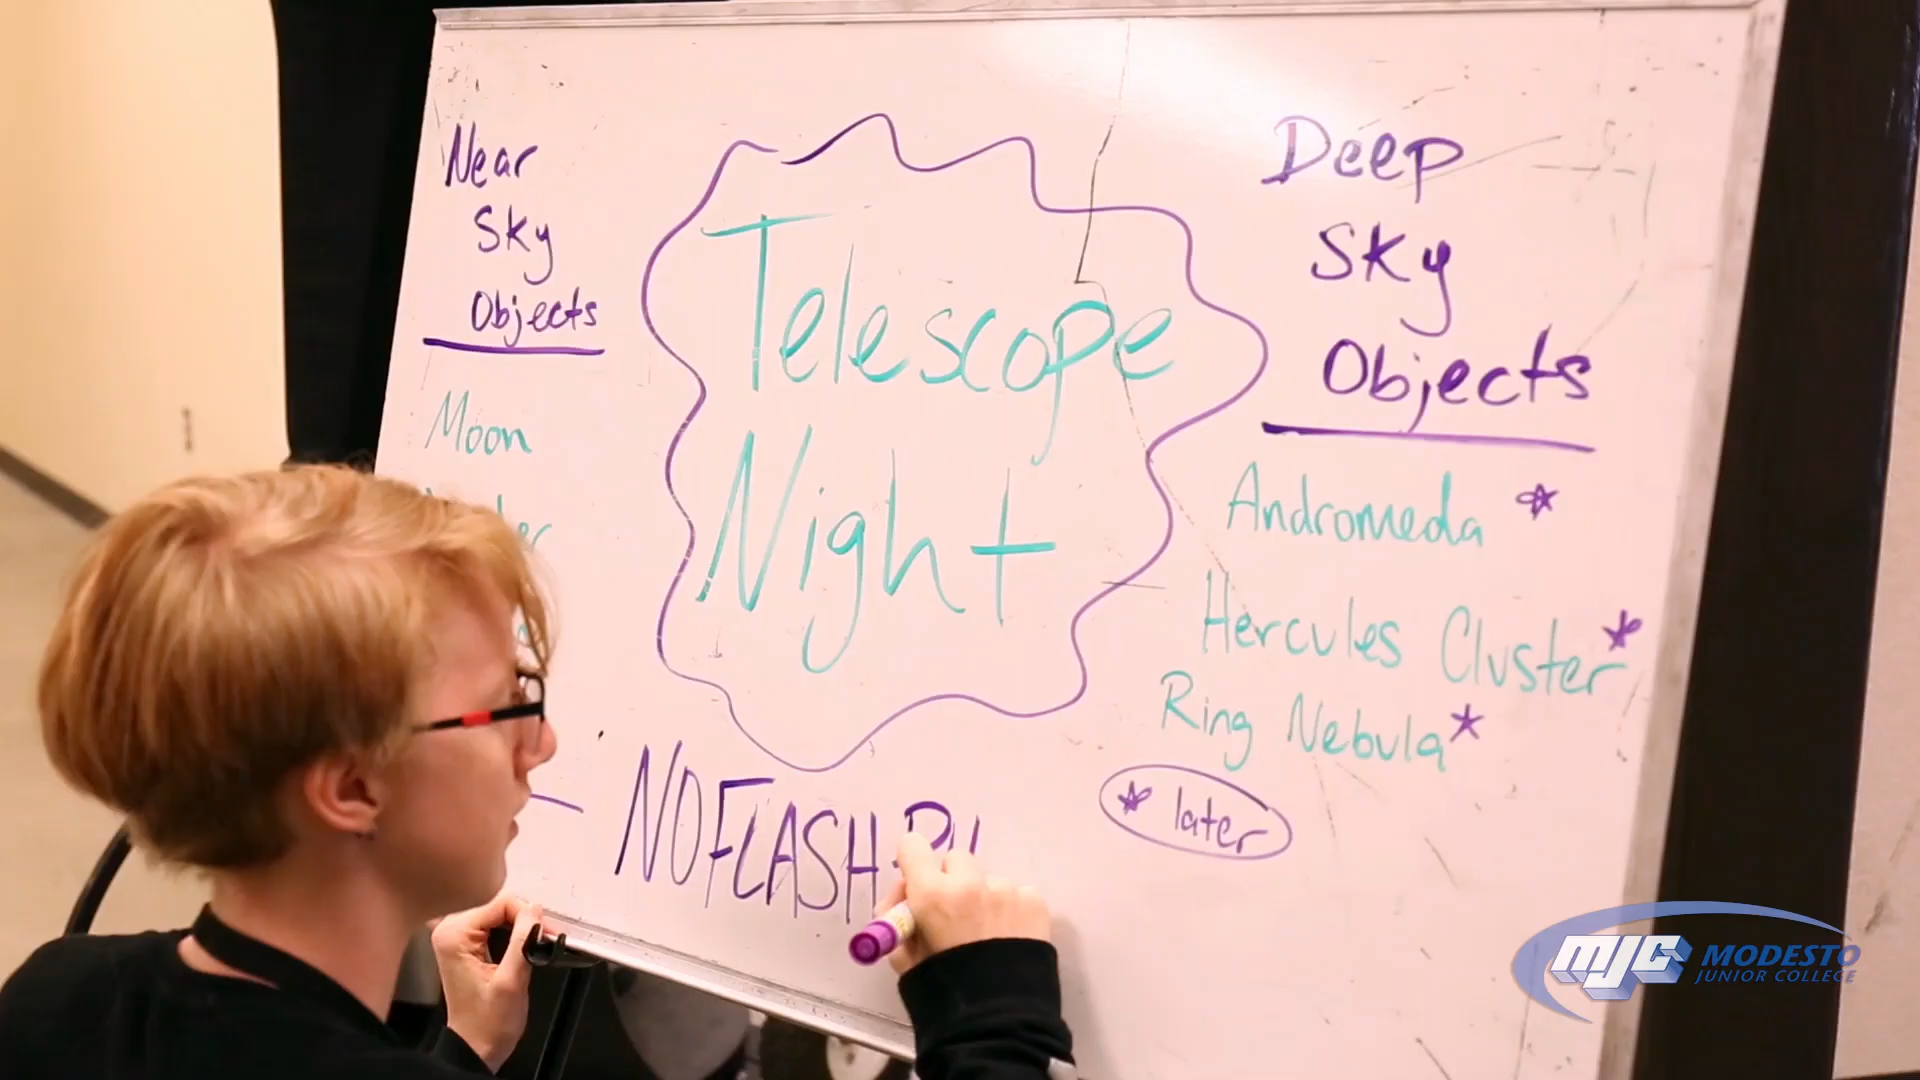 Near
Sky
Objects
Moon
Telescope
Night
Deep
Sky
Objects
Andromeda *
Hercules Cluster *
Ring Nebula *
* later
NO FLASH
MJC MODESTO
JUNIOR COLLEGE